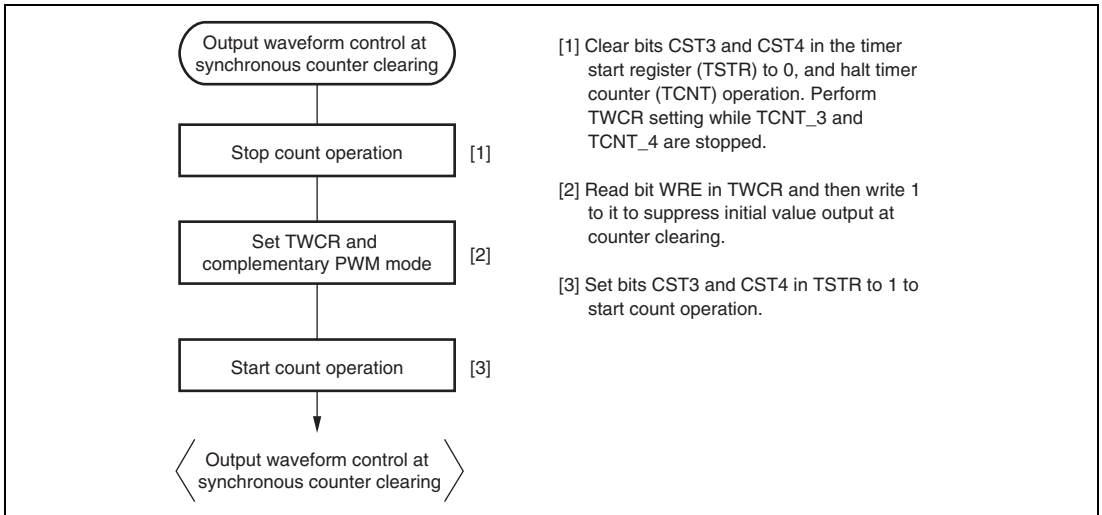 Output waveform control at
synchronous counter clearing
Stop count operation
[1]
Set TWCR and
complementary PWM mode
[2]
Start count operation
[3]
Output waveform control at
synchronous counter clearing
[1] Clear bits CST3 and CST4 in the timer
start register (TSTR) to 0, and halt timer
counter (TCNT) operation. Perform
TWCR setting while TCNT_3 and
TCNT_4 are stopped.
[2] Read bit WRE in TWCR and then write 1
to it to suppress initial value output at
counter clearing.
[3] Set bits CST3 and CST4 in TSTR to 1 to
start count operation.